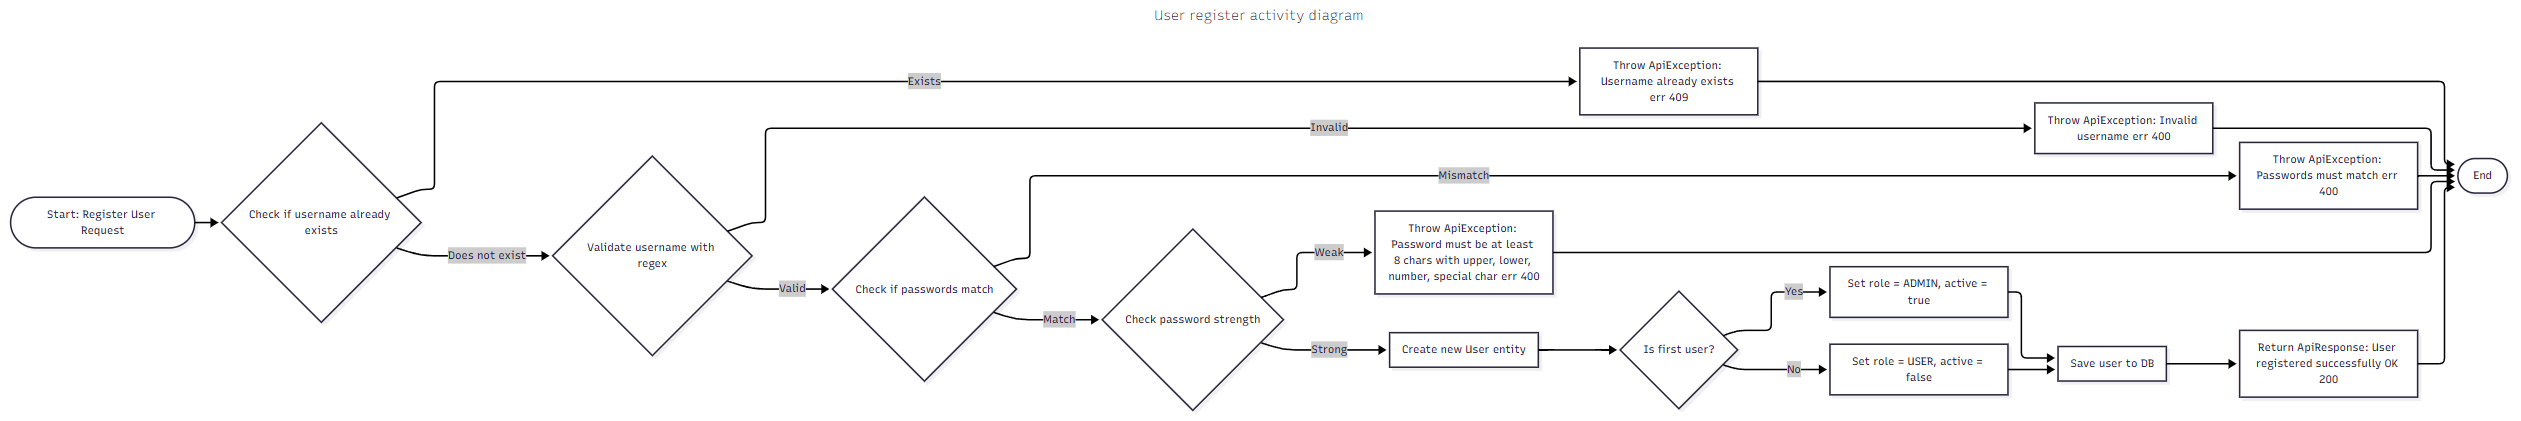 User register activity diagram
Start: Register User
Request
Check if username already
exists
Exists
Does not exist
Validate username with
regex
Invalid
Valid
Check if passwords match
Mismatch
Match
Check password strength
Weak
Strong
Throw ApiException:
Username already exists
err 409
Throw ApiException: Invalid
username err 400
Throw ApiException:
Passwords must match err
400
Throw ApiException:
Password must be at least
8 chars with upper, lower,
number, special char err 400
Create new User entity
Is first user?
Yes
No
Set role = ADMIN, active =
true
Set role = USER, active =
false
Save user to DB
Return ApiResponse: User
registered successfully OK
200
End